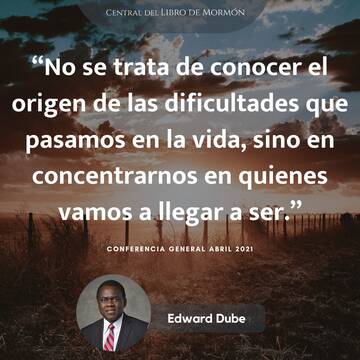 Central del Libro de Mormón
“No se trata de conocer el
origen de las dificultades que
pasamos en la vida, sino en
concentrarnos en quienes
vamos a llegar a ser.”
CONFERENCIA GENERAL ABRIL 2021
Edward Dube